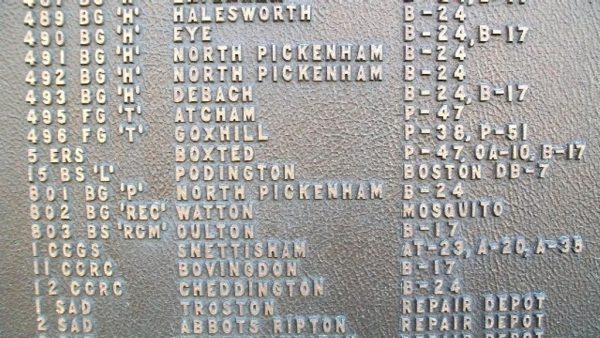 489 BG 'H' HALESWORTH B-24
490 BG 'H' EYE B-24, B-17
491 BG 'H' NORTH PICKENHAM B-24
492 BG 'H' NORTH PICKENHAM B-24
493 BG 'H' DEBACH B-24, B-17
495 FG 'T' ATCHAM P-47
496 FG 'T' GOXHILL P-38, P-51
5 ERS BOXTED P-47, OA-10, B-17
15 BS 'L' PODINGTON BOSTON DB-7
801 BG 'P' NORTH PICKENHAM B-24
802 BG 'REC' WATTON MOSQUITO
803 BS 'RCM' OULTON B-17
1 CCGS SNETTISHAM AT-23, A-20, A-35
11 CCRC BOVINGDON B-17
12 CCRC CHEDDINGTON B-24
1 SAD TROSTON REPAIR DEPOT
2 SAD ABBOTS RIPTON REPAIR DEPOT